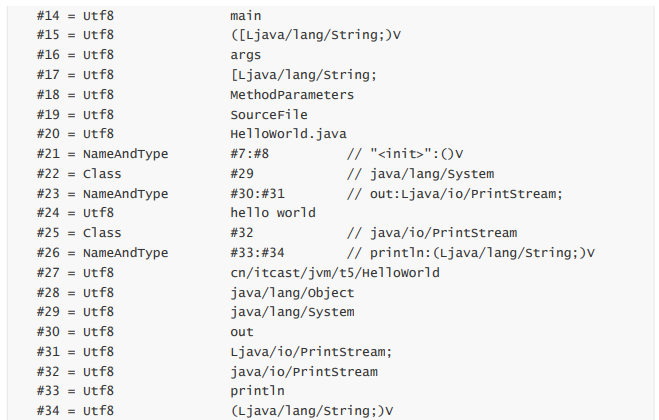 #14 = Utf8 main
#15 = Utf8 ([Ljava/lang/String;)V
#16 = Utf8 args
#17 = Utf8 [Ljava/lang/String;
#18 = Utf8 MethodParameters
#19 = Utf8 SourceFile
#20 = Utf8 HelloWorld.java
#21 = NameAndType #7:#8 // "<init>":()V
#22 = Class #29 // java/lang/System
#23 = NameAndType #30:#31 // out:Ljava/io/PrintStream;
#24 = Utf8 hello world
#25 = Class #32 // java/io/PrintStream
#26 = NameAndType #33:#34 // println:(Ljava/lang/String;)V
#27 = Utf8 cn/itcast/jvm/t5/HelloWorld
#28 = Utf8 java/lang/Object
#29 = Utf8 java/lang/System
#30 = Utf8 out
#31 = Utf8 Ljava/io/PrintStream;
#32 = Utf8 java/io/PrintStream
#33 = Utf8 println
#34 = Utf8 (Ljava/lang/String;)V